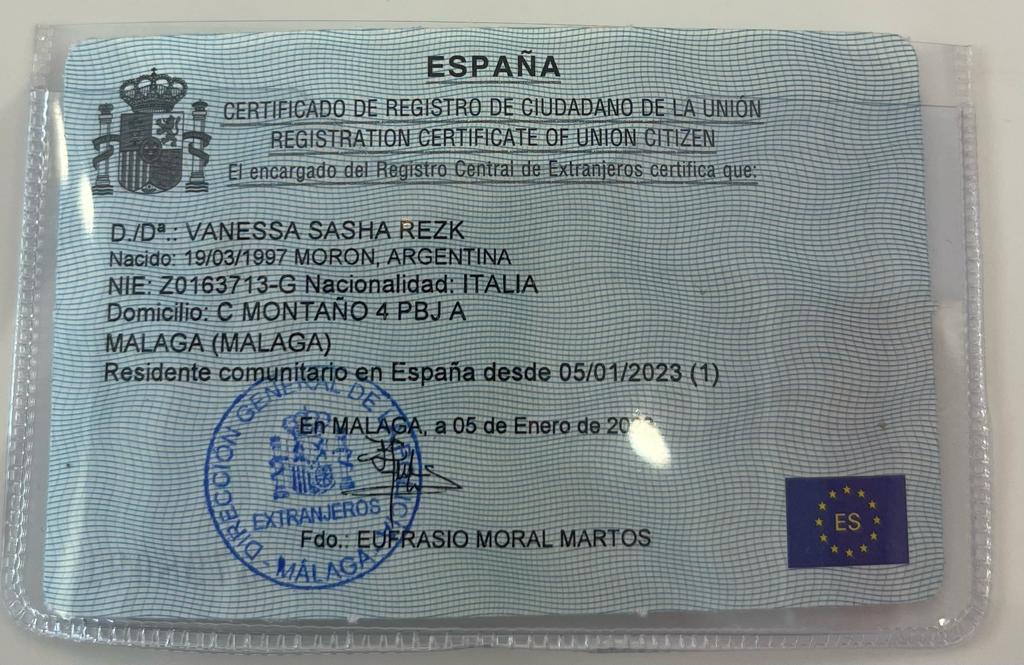 ESPAÑA
CERTIFICADO DE REGISTRO DE CIUDADANO DE LA UNIÓN
REGISTRATION CERTIFICATE OF UNION CITIZEN
El encargado del Registro Central de Extranjeros certifica que:
D./Dª.: VANESSA SASHA REZK
Nacido: 19/03/1997 MORON, ARGENTINA
NIE: Z0163713-G Nacionalidad: ITALIA
Domicilio: C MONTAÑO 4 PBJ A
MALAGA (MALAGA)
Residente comunitario en España desde 05/01/2023 (1)
En MALAGA, a 05 de Enero de
DIRECCIÓN GENERAL DE LA
EXTRANJEROS
MÁLAGA
Fdo.: EUFRASIO MORAL MARTOS
ES